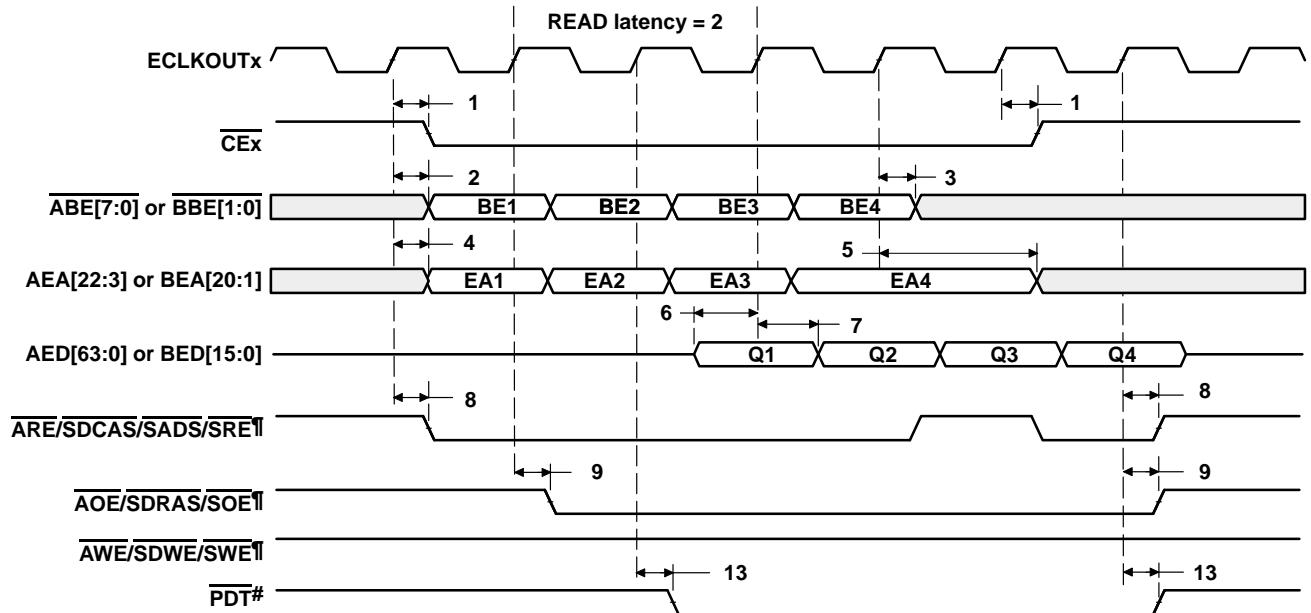 READ latency = 2
ECLKOUTx
1
1
CEx
2
3
ABE[7:0] or BBE[1:0]
BE1
BE2
BE3
BE4
4
5
AEA[22:3] or BEA[20:1]
EA1
EA2
EA3
EA4
6
7
AED[63:0] or BED[15:0]
Q1
Q2
Q3
Q4
8
8
ARE/SDCAS/SADS/SRE¶
9
9
AOE/SDRAS/SOE¶
AWE/SDWE/SWE¶
13
13
PDT#